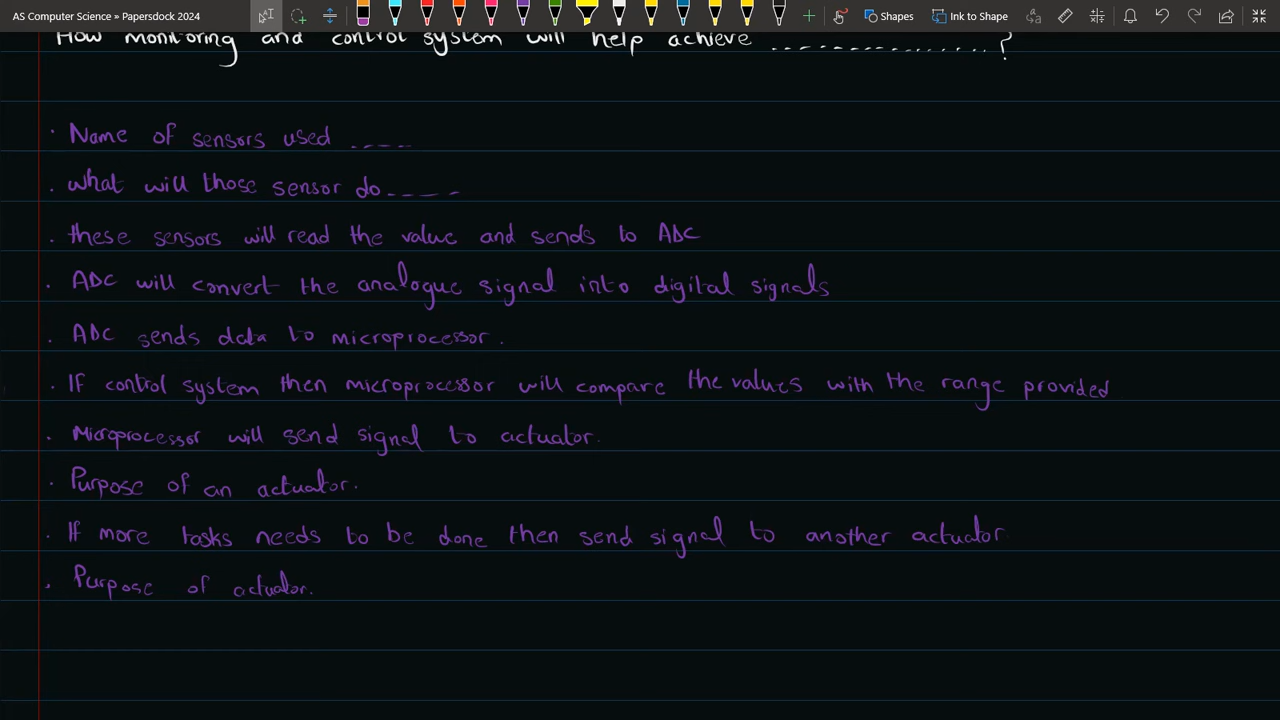 AS Computer Science » Papersdock 2024
Shapes
Ink to Shape
How monitoring and control system will help achieve ..................?
· Name of sensors used ----
· what will those sensor do-----
· these sensors will read the value and sends to ADC
· ADC will convert the analogue signal into digital signals
· ADC sends data to microprocessor.
· If control system then microprocessor will compare the values with the range provided
· Microprocessor will send signal to actuator.
· Purpose of an actuator.
· If more tasks needs to be done then send signal to another actuator.
· Purpose of actuator.